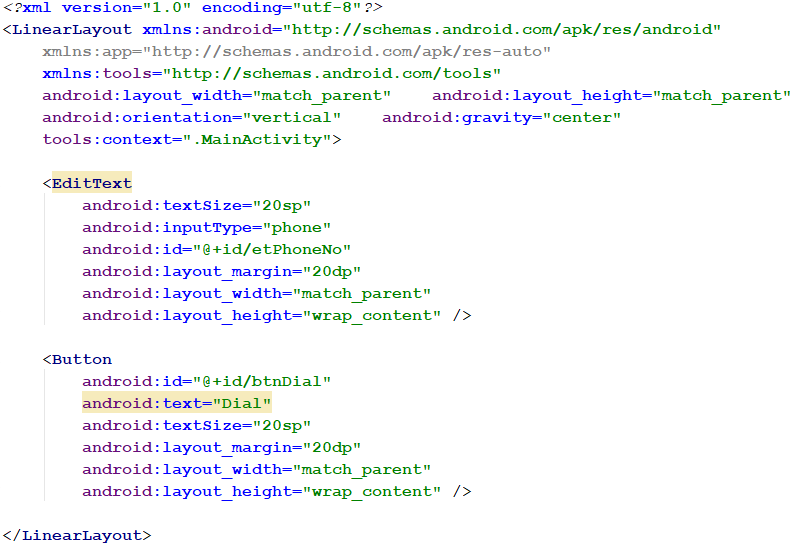 <?xml version="1.0" encoding="utf-8"?>
<LinearLayout xmlns:android="http://schemas.android.com/apk/res/android"
    xmlns:app="http://schemas.android.com/apk/res-auto"
    xmlns:tools="http://schemas.android.com/tools"
    android:layout_width="match_parent"    android:layout_height="match_parent"
    android:orientation="vertical"    android:gravity="center"
    tools:context=".MainActivity">

    <EditText
        android:textSize="20sp"
        android:inputType="phone"
        android:id="@+id/etPhoneNo"
        android:layout_margin="20dp"
        android:layout_width="match_parent"
        android:layout_height="wrap_content" />

    <Button
        android:id="@+id/btnDial"
        android:text="Dial"
        android:textSize="20sp"
        android:layout_margin="20dp"
        android:layout_width="match_parent"
        android:layout_height="wrap_content" />

</LinearLayout>